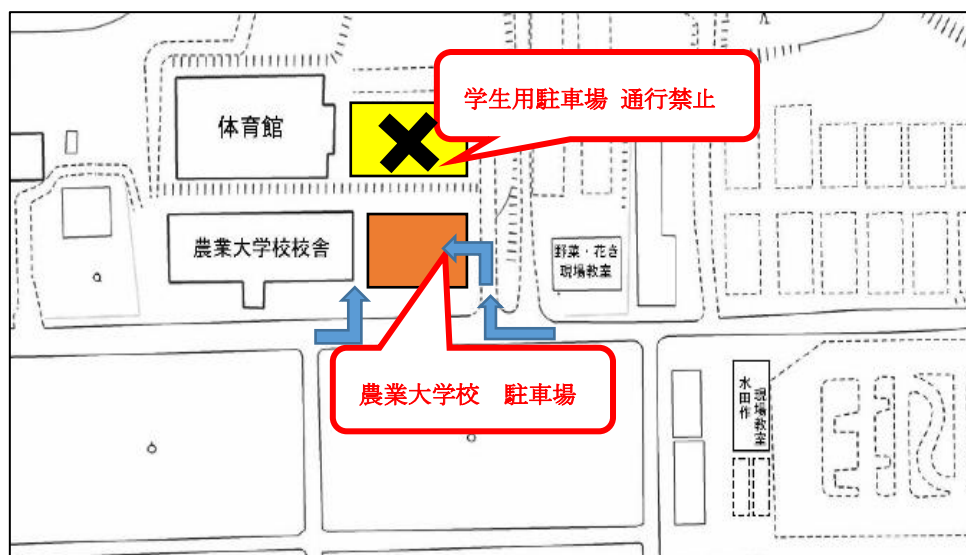 学生用駐車場 通行禁止
体育館
農業大学校校舎
野菜・花き
現場教室
農業大学校 駐車場
現場教室
水田作